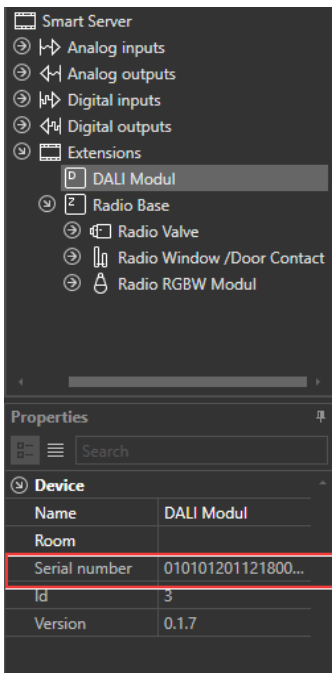 Smart Server
Analog inputs
Analog outputs
Digital inputs
Digital outputs
Extensions
D DALI Modul
Z Radio Base
Radio Valve
Radio Window /Door Contact
Radio RGBW Modul
Properties
Search
Device
Name DALI Modul
Room
Serial number 010101201121800...
Id 3
Version 0.1.7